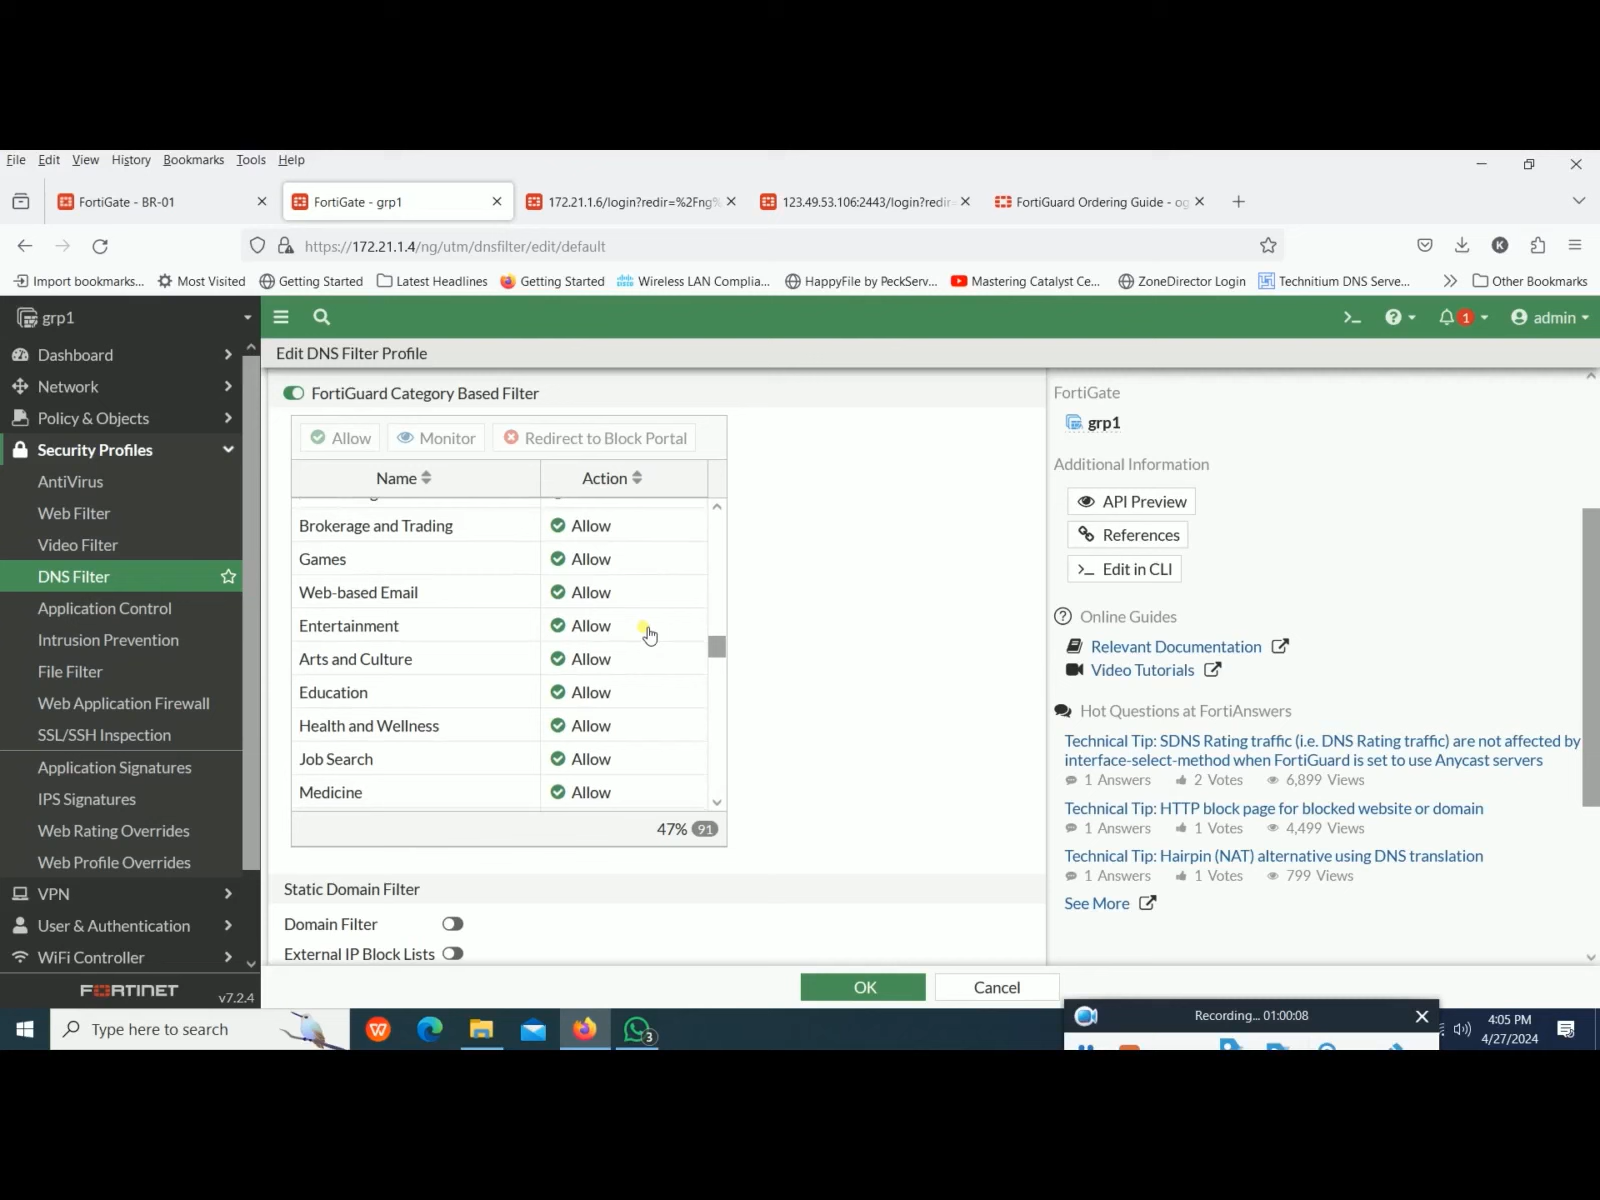 File Edit View History Bookmarks Tools Help
FortiGate - BR-01
FortiGate - grp1
172.21.1.6/login?redir=%2Fng%
123.49.53.106:2443/login?redir
FortiGuard Ordering Guide - og
https://172.21.1.4/ng/utm/dnsfilter/edit/default
K
Import bookmarks... Most Visited Getting Started Latest Headlines Getting Started Wireless LAN Complia... HappyFile by PeckServ... Mastering Catalyst Ce... ZoneDirector Login Technitium DNS Serve... Other Bookmarks
grp1
1
admin
Dashboard
Network
Policy & Objects
Security Profiles
AntiVirus
Web Filter
Video Filter
DNS Filter
Application Control
Intrusion Prevention
File Filter
Web Application Firewall
SSL/SSH Inspection
Application Signatures
IPS Signatures
Web Rating Overrides
Web Profile Overrides
VPN
User & Authentication
WiFi Controller
FORTINET
v7.2.4
Edit DNS Filter Profile
FortiGuard Category Based Filter
Allow Monitor Redirect to Block Portal
Name Action
Brokerage and Trading Allow
Games Allow
Web-based Email Allow
Entertainment Allow
Arts and Culture Allow
Education Allow
Health and Wellness Allow
Job Search Allow
Medicine Allow
47% 91
Static Domain Filter
Domain Filter
External IP Block Lists
OK Cancel
FortiGate
grp1
Additional Information
API Preview
References
Edit in CLI
Online Guides
Relevant Documentation
Video Tutorials
Hot Questions at FortiAnswers
Technical Tip: SDNS Rating traffic (i.e. DNS Rating traffic) are not affected by
interface-select-method when FortiGuard is set to use Anycast servers
1 Answers 2 Votes 6,899 Views
Technical Tip: HTTP block page for blocked website or domain
1 Answers 1 Votes 4,499 Views
Technical Tip: Hairpin (NAT) alternative using DNS translation
1 Answers 1 Votes 799 Views
See More
Type here to search
W
3
Recording... 01:00:08
4:05 PM
4/27/2024